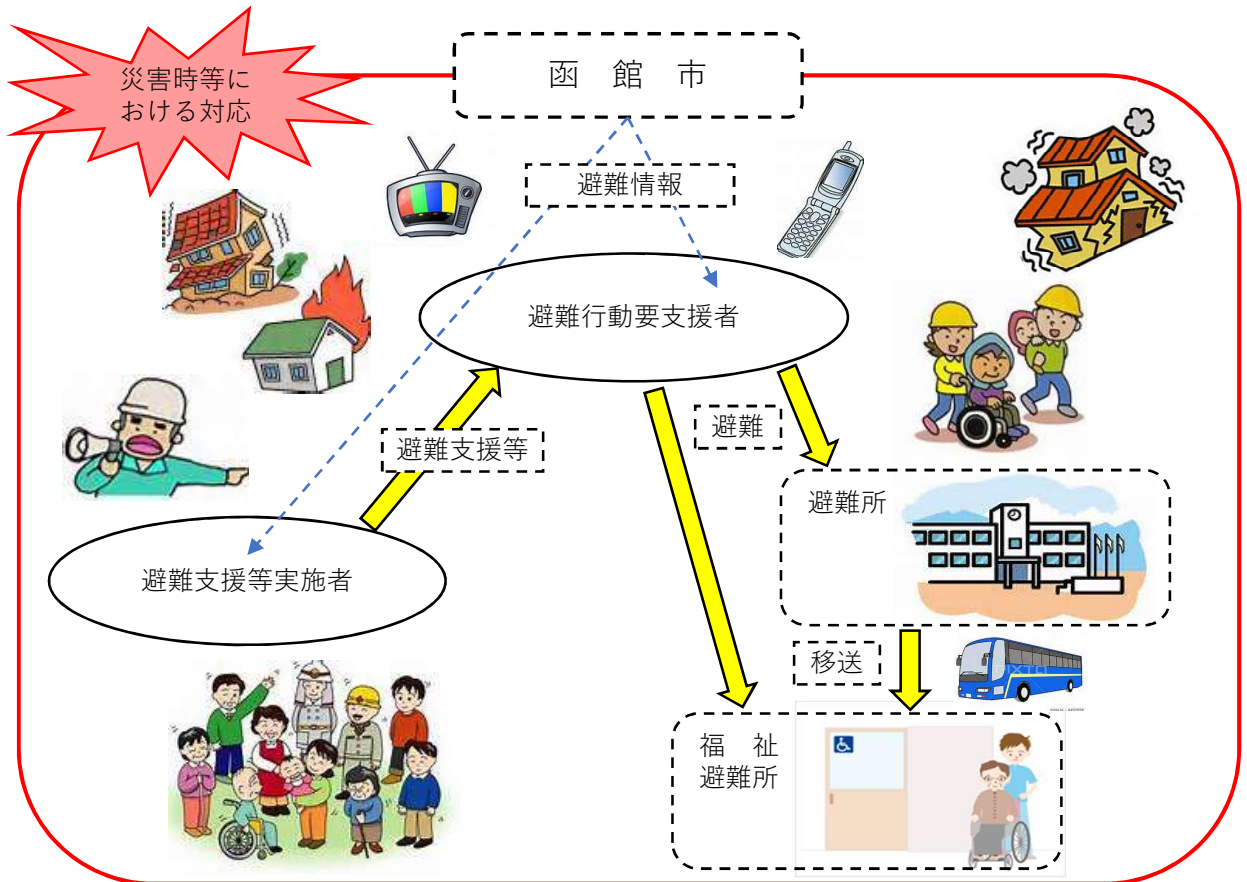 災害時等に
おける対応
函 館 市
避難情報
避難行動要支援者
避難支援等
避難
避難所
避難支援等実施者
移送
福 祉
避難所